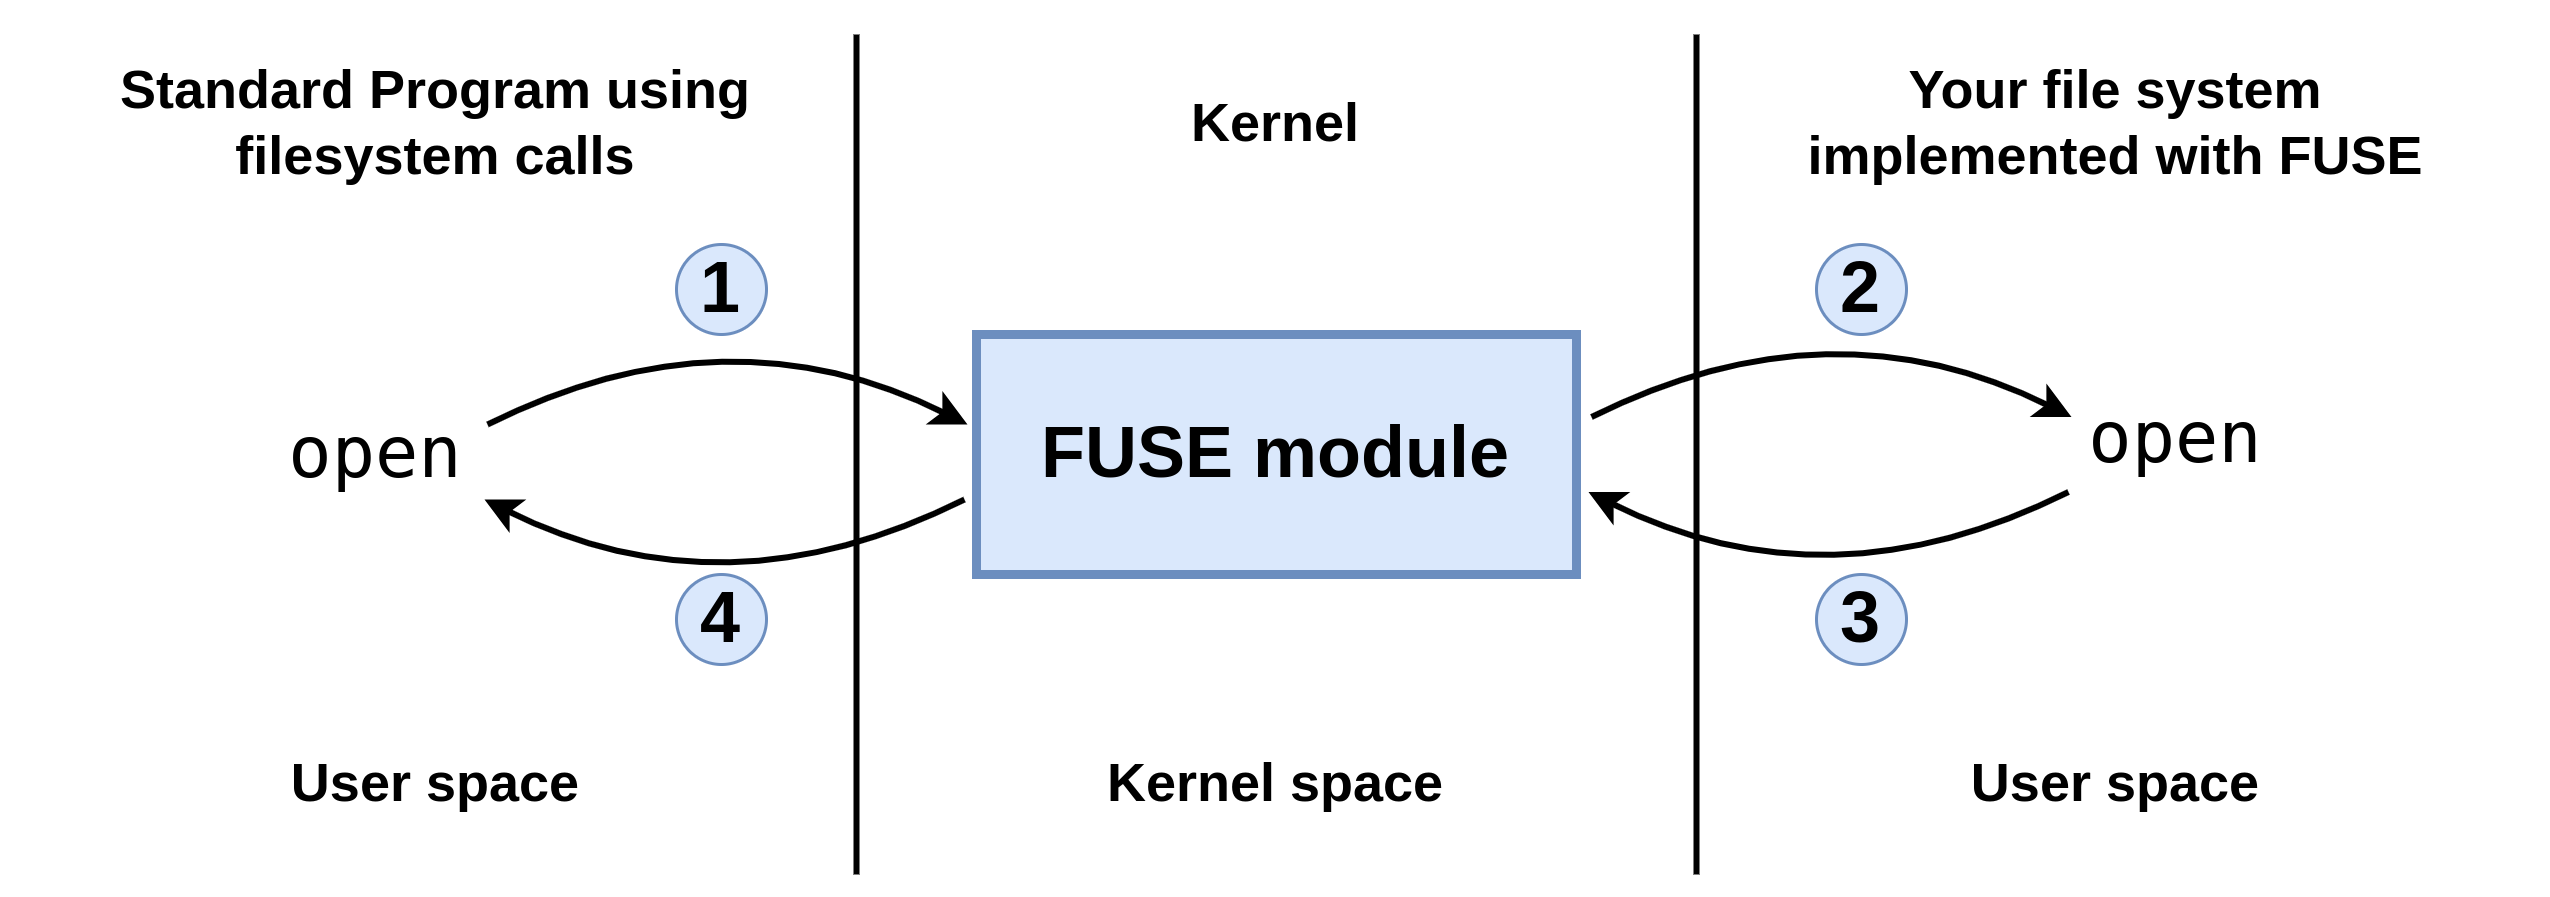 Standard Program using
filesystem calls
Kernel
Your file system
implemented with FUSE
1
2
open
FUSE module
open
4
3
User space
Kernel space
User space